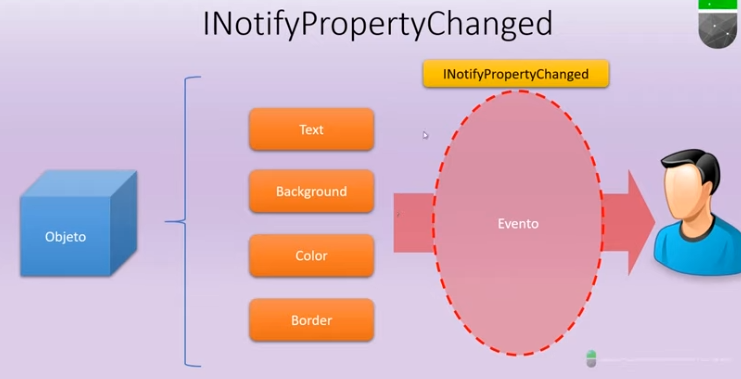 INotifyPropertyChanged
INotifyPropertyChanged
Text
Background
Objeto
Color
Evento
Border